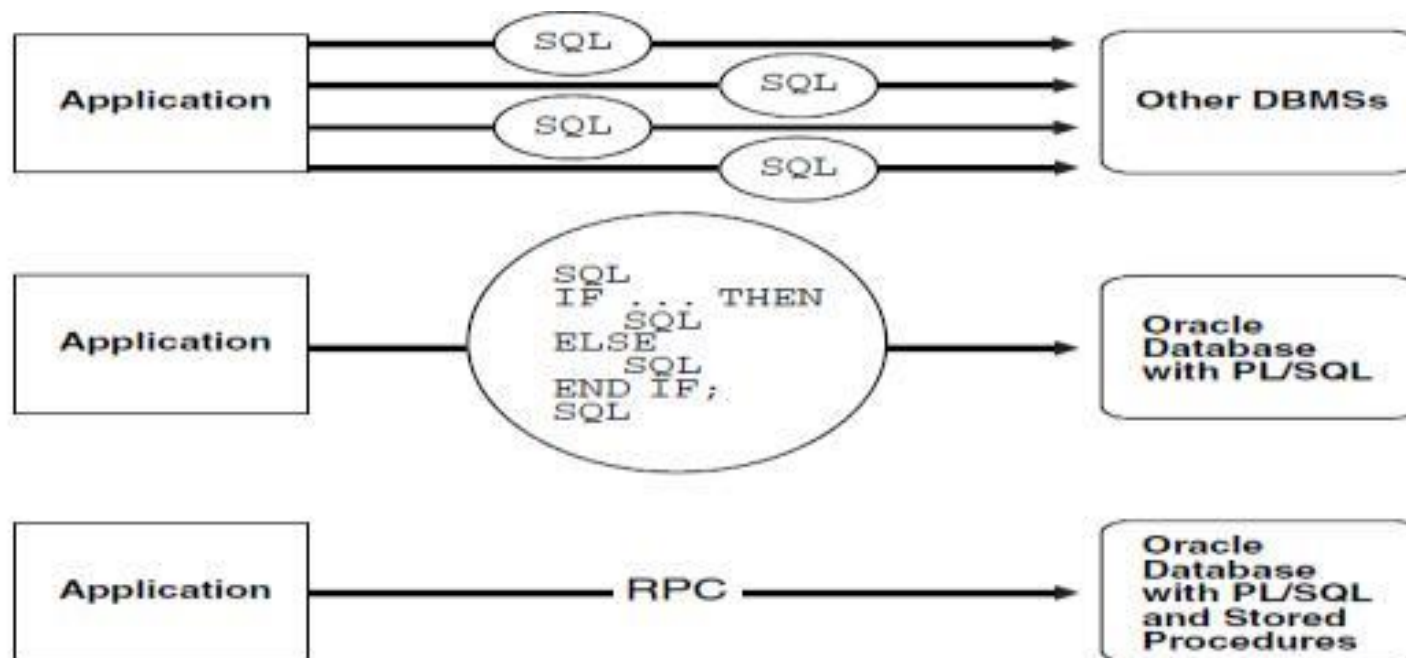 SQL
Application
SQL
Other DBMSs
SQL
SQL
SQL
IF ... THEN
SQL
ELSE
SQL
END IF;
SQL
Application
Oracle
Database
with PL/SQL
Application
RPC
Oracle
Database
with PL/SQL
and Stored
Procedures